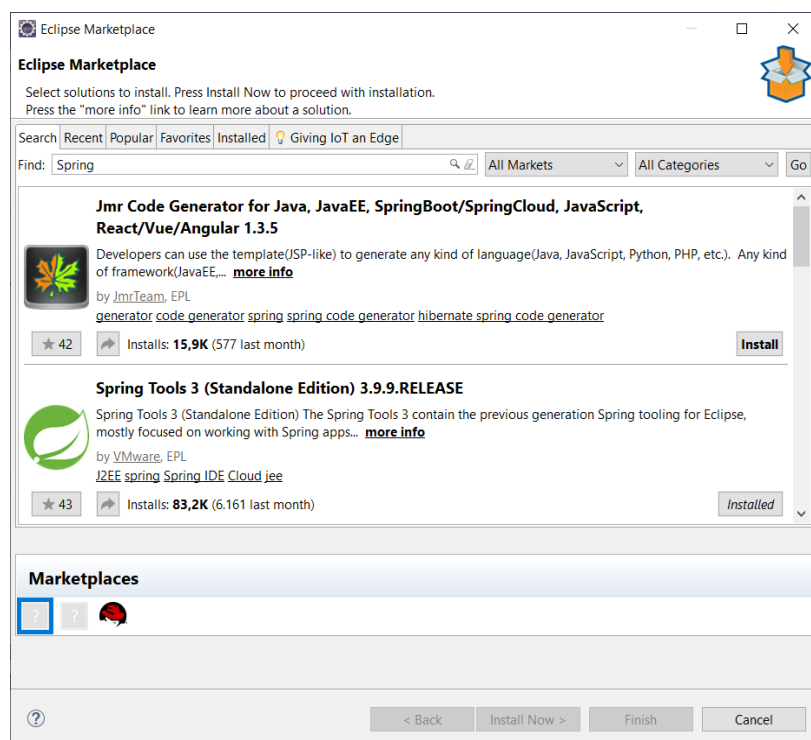 Eclipse Marketplace
Eclipse Marketplace
Select solutions to install. Press Install Now to proceed with installation.
Press the "more info" link to learn more about a solution.
Search Recent Popular Favorites Installed Giving IoT an Edge
Find: Spring All Markets All Categories Go
Jmr Code Generator for Java, JavaEE, SpringBoot/SpringCloud, JavaScript,
React/Vue/Angular 1.3.5
Developers can use the template(JSP-like) to generate any kind of language(Java, JavaScript, Python, PHP, etc.). Any kind
of framework(JavaEE,... more info
by JmrTeam, EPL
generator code generator spring spring code generator hibernate spring code generator
42 Installs: 15,9K (577 last month) Install
Spring Tools 3 (Standalone Edition) 3.9.9.RELEASE
Spring Tools 3 (Standalone Edition) The Spring Tools 3 contain the previous generation Spring tooling for Eclipse,
mostly focused on working with Spring apps... more info
by VMware, EPL
J2EE spring Spring IDE Cloud jee
43 Installs: 83,2K (6.161 last month) Installed
Marketplaces
? ?
? < Back Install Now > Finish Cancel